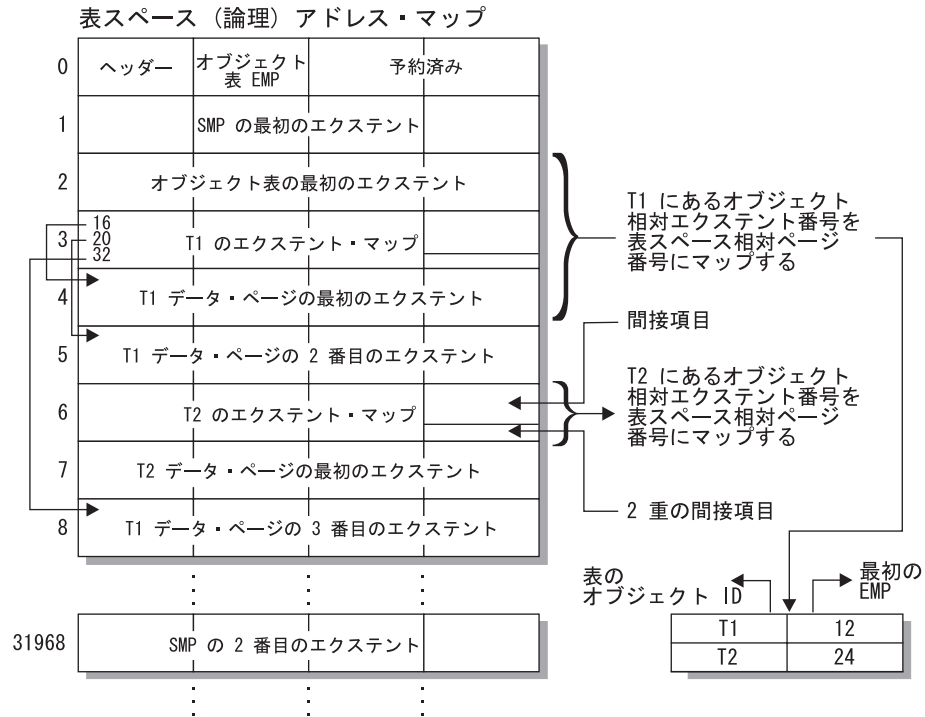 表スペース (論理) アドレス・マップ
0
ヘッダー
オブジェクト
表 EMP
予約済み
1
SMP の最初のエクステント
2
オブジェクト表の最初のエクステント
3
16
20
32
T1 のエクステント・マップ
4
T1 データ・ページの最初のエクステント
5
T1 データ・ページの 2 番目のエクステント
6
T2 のエクステント・マップ
7
T2 データ・ページの最初のエクステント
8
T1 データ・ページの 3 番目のエクステント
31968
SMP の 2 番目のエクステント
T1 にあるオブジェクト
相対エクステント番号を
表スペース相対ページ
番号にマップする
間接項目
T2 にあるオブジェクト
相対エクステント番号を
表スペース相対ページ
番号にマップする
2 重の間接項目
表の
オブジェクト ID
最初の
EMP
T1 12
T2 24